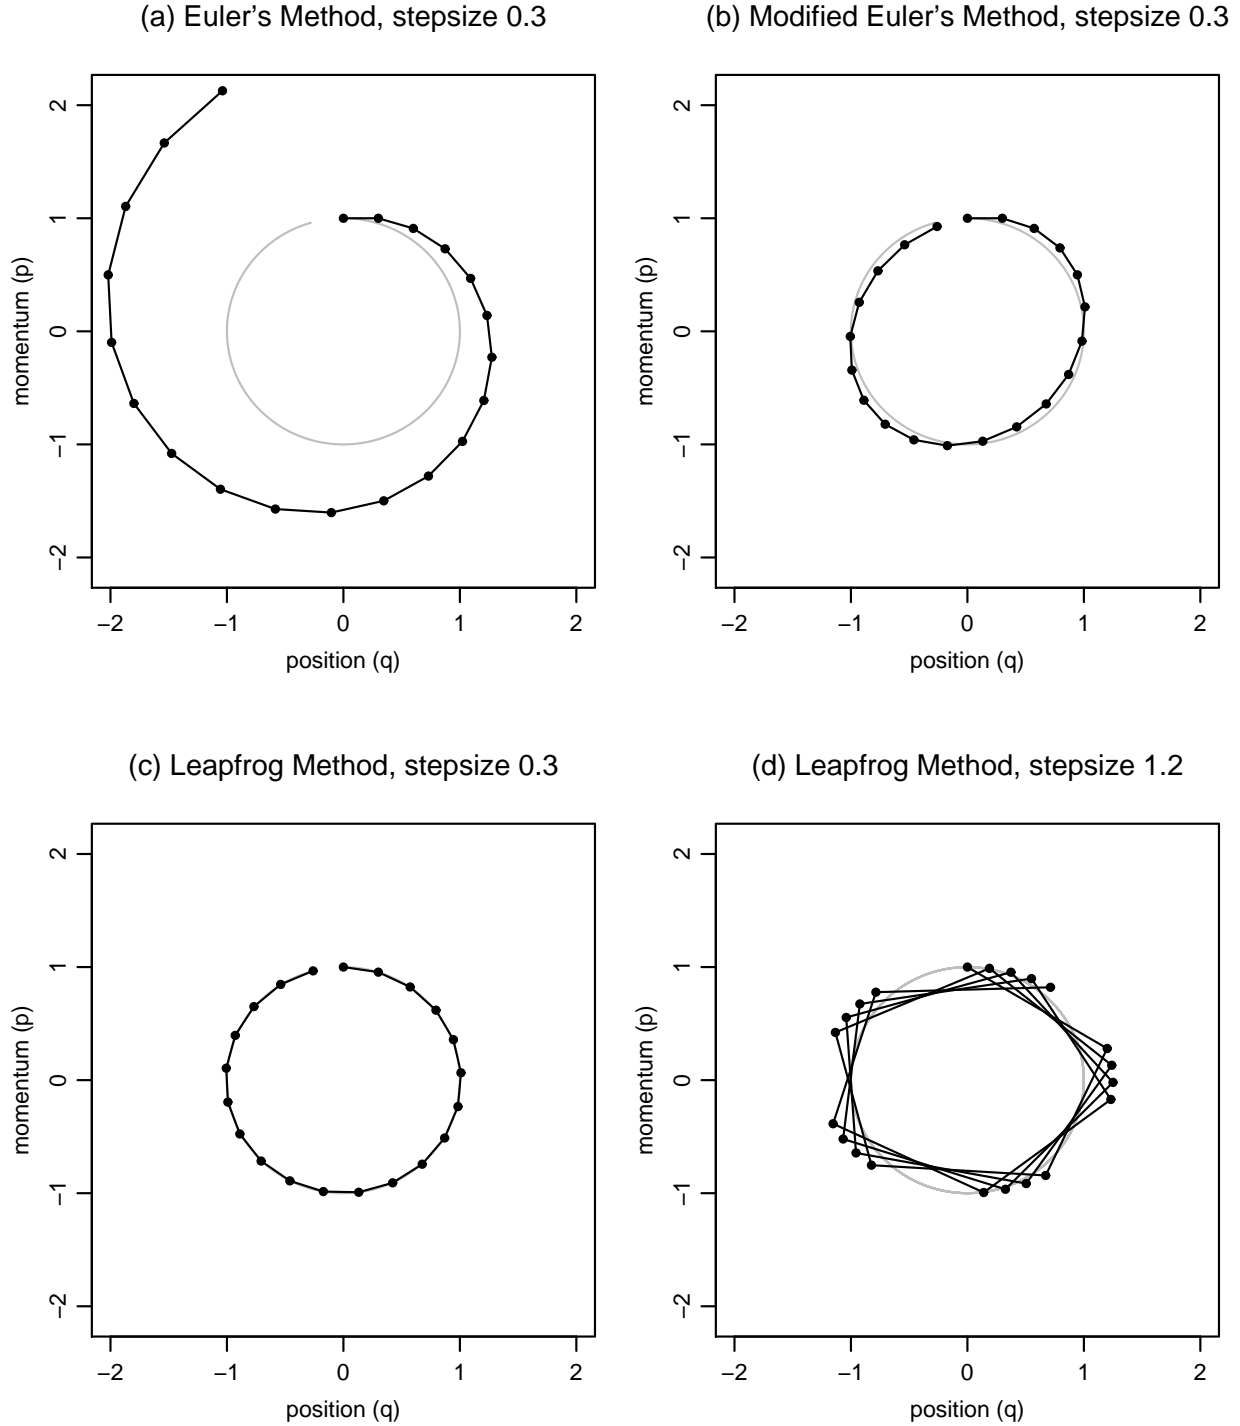 (a) Euler’s Method, stepsize 0.3
2
1
0
−1
−2
momentum (p)
−2 −1 0 1 2
position (q)
(b) Modified Euler’s Method, stepsize 0.3
2
1
0
−1
−2
momentum (p)
−2 −1 0 1 2
position (q)
(c) Leapfrog Method, stepsize 0.3
2
1
0
−1
−2
momentum (p)
−2 −1 0 1 2
position (q)
(d) Leapfrog Method, stepsize 1.2
2
1
0
−1
−2
momentum (p)
−2 −1 0 1 2
position (q)